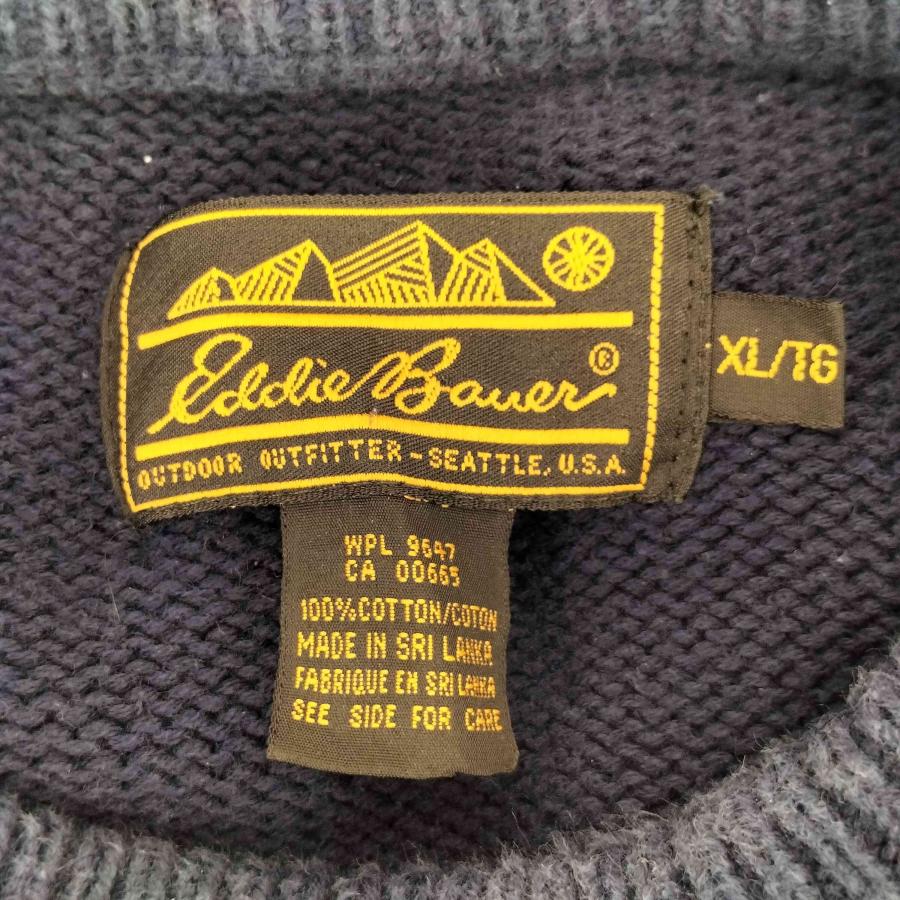 Eddie Bauer®
XL/TG
OUTDOOR OUTFITTER - SEATTLE, U.S.A.
WPL 9647
CA 00665
100% COTTON/COTON
MADE IN SRI LANKA
FABRIQUE EN SRI LANKA
SEE SIDE FOR CARE